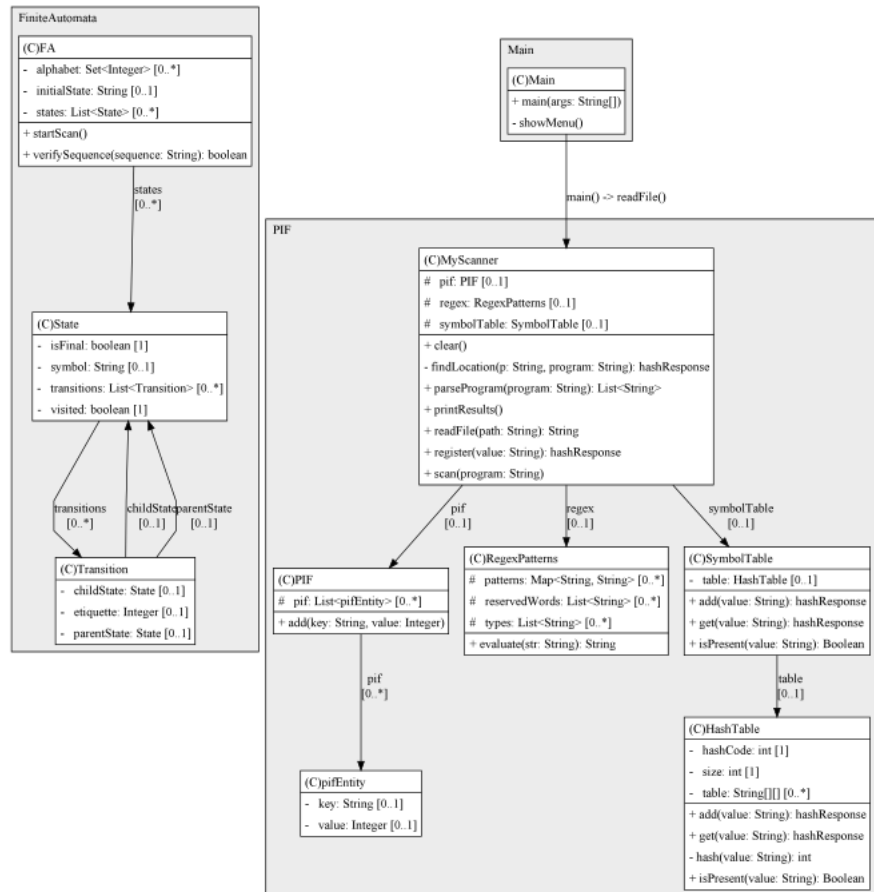 FiniteAutomata
(C)FA
- alphabet: Set<Integer> [0..*]
- initialState: String [0..1]
- states: List<State> [0..*]
+ startScan()
+ verifySequence(sequence: String): boolean
states
[0..*]
(C)State
- isFinal: boolean [1]
- symbol: String [0..1]
- transitions: List<Transition> [0..*]
- visited: boolean [1]
transitions
[0..*]
childState
[0..1]
parentState
[0..1]
(C)Transition
- childState: State [0..1]
- etiquette: Integer [0..1]
- parentState: State [0..1]
Main
(C)Main
+ main(args: String[])
- showMenu()
main() -> readFile()
PIF
(C)MyScanner
# pif: PIF [0..1]
# regex: RegexPatterns [0..1]
# symbolTable: SymbolTable [0..1]
+ clear()
- findLocation(p: String, program: String): hashResponse
+ parseProgram(program: String): List<String>
+ printResults()
+ readFile(path: String): String
+ register(value: String): hashResponse
+ scan(program: String)
pif
[0..1]
regex
[0..1]
symbolTable
[0..1]
(C)PIF
# pif: List<pifEntity> [0..*]
+ add(key: String, value: Integer)
(C)RegexPatterns
# patterns: Map<String, String> [0..*]
# reservedWords: List<String> [0..*]
# types: List<String> [0..*]
+ evaluate(str: String): String
(C)SymbolTable
- table: HashTable [0..1]
+ add(value: String): hashResponse
+ get(value: String): hashResponse
+ isPresent(value: String): Boolean
pif
[0..*]
table
[0..1]
(C)pifEntity
- key: String [0..1]
- value: Integer [0..1]
(C)HashTable
- hashCode: int [1]
- size: int [1]
- table: String[][] [0..*]
+ add(value: String): hashResponse
+ get(value: String): hashResponse
- hash(value: String): int
+ isPresent(value: String): Boolean